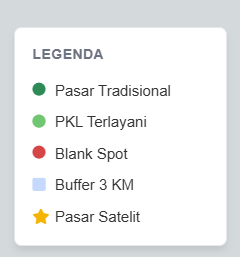 LEGENDA
Pasar Tradisional
PKL Terlayani
Blank Spot
Buffer 3 KM
Pasar Satelit